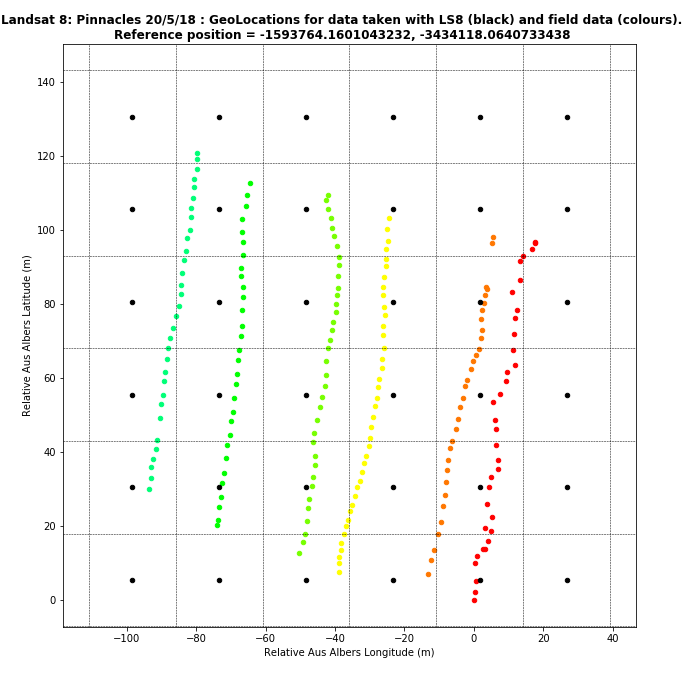 Landsat 8: Pinnacles 20/5/18 : GeoLocations for data taken with LS8 (black) and field data (colours).
Reference position = -1593764.1601043232, -3434118.0640733438
140
120
100
80
60
40
20
0
Relative Aus Albers Latitude (m)
−100 −80 −60 −40 −20 0 20 40
Relative Aus Albers Longitude (m)